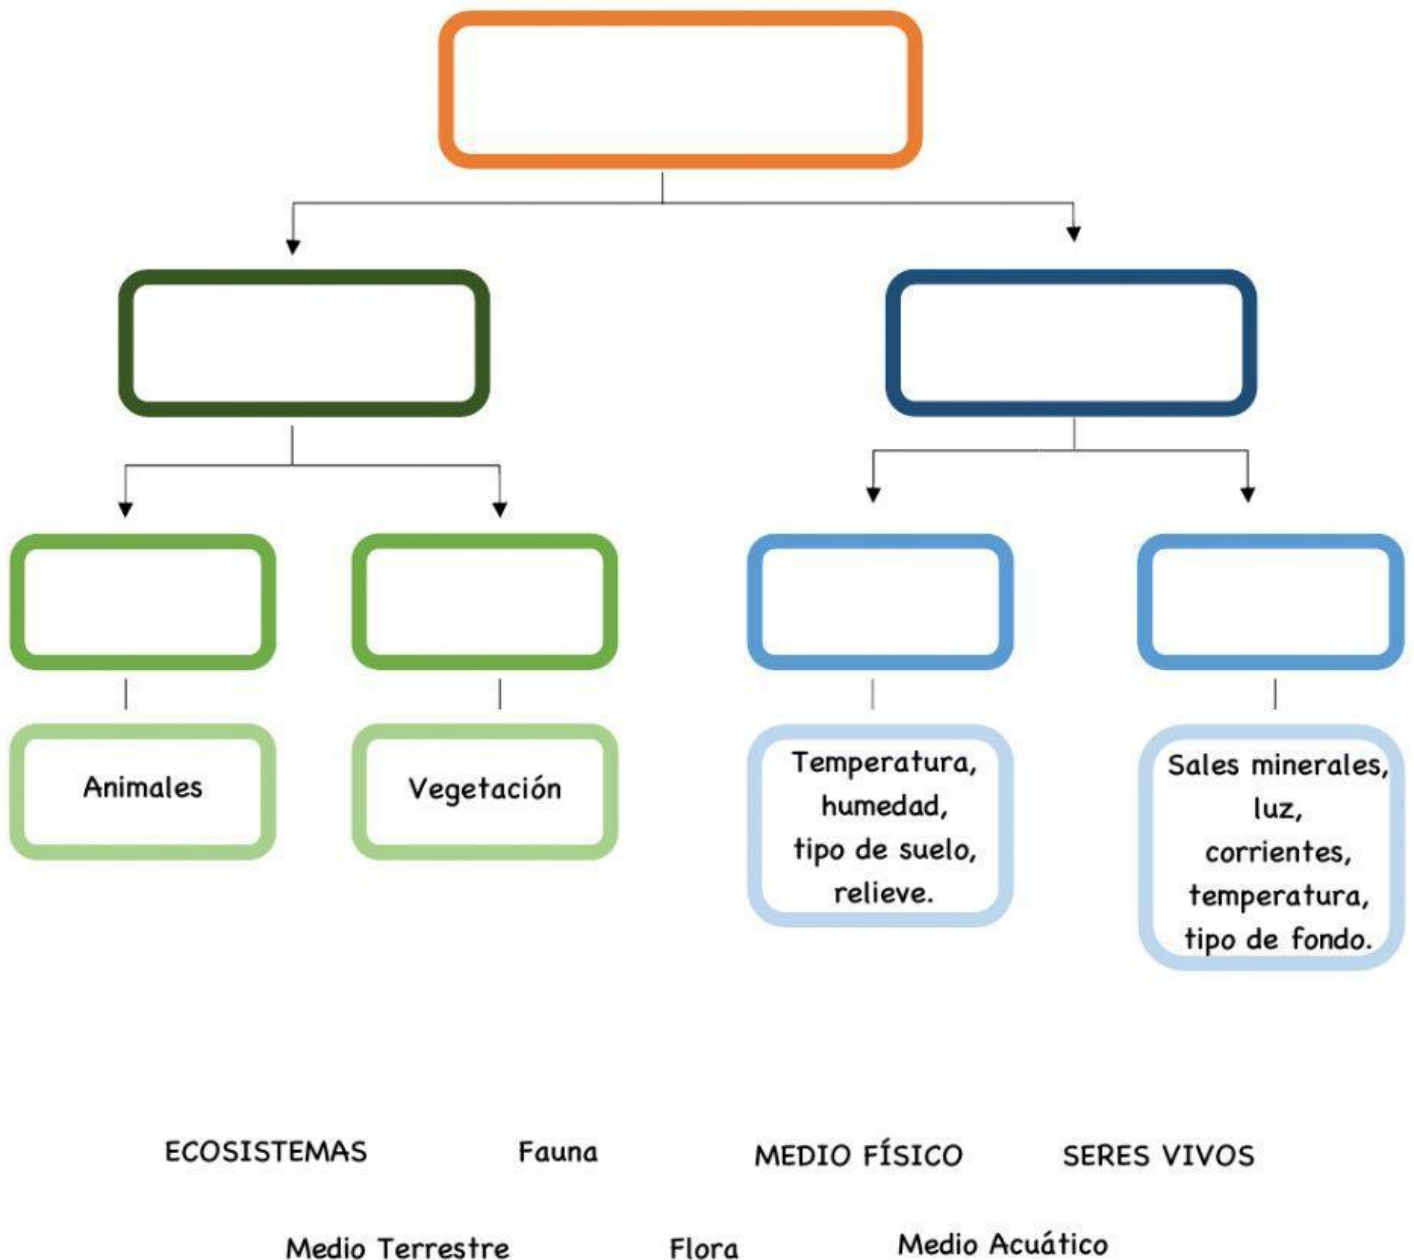 Animales
Vegetación
Temperatura,
humedad,
tipo de suelo,
relieve.
Sales minerales,
luz,
corrientes,
temperatura,
tipo de fondo.
ECOSISTEMAS
Fauna
MEDIO FÍSICO
SERES VIVOS
Medio Terrestre
Flora
Medio Acuático